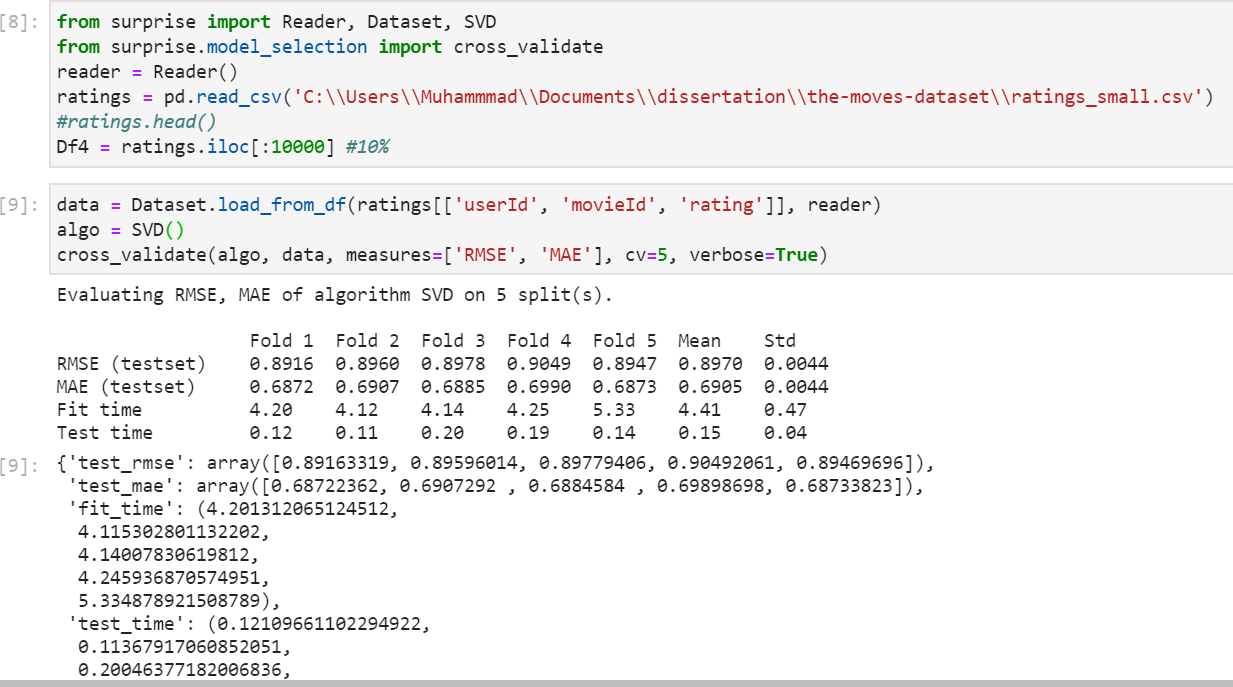 [8]: from surprise import Reader, Dataset, SVD
from surprise.model_selection import cross_validate
reader = Reader()
ratings = pd.read_csv('C:\\Users\\Muhammmad\\Documents\\dissertation\\the-moves-dataset\\ratings_small.csv')
#ratings.head()
Df4 = ratings.iloc[:10000] #10%
[9]: data = Dataset.load_from_df(ratings[['userId', 'movieId', 'rating']], reader)
algo = SVD()
cross_validate(algo, data, measures=['RMSE', 'MAE'], cv=5, verbose=True)
Evaluating RMSE, MAE of algorithm SVD on 5 split(s).
Fold 1 Fold 2 Fold 3 Fold 4 Fold 5 Mean Std
RMSE (testset) 0.8916 0.8960 0.8978 0.9049 0.8947 0.8970 0.0044
MAE (testset) 0.6872 0.6907 0.6885 0.6990 0.6873 0.6905 0.0044
Fit time 4.20 4.12 4.14 4.25 5.33 4.41 0.47
Test time 0.12 0.11 0.20 0.19 0.14 0.15 0.04
[9]: {'test_rmse': array([0.89163319, 0.89596014, 0.89779406, 0.90492061, 0.89469696]),
'test_mae': array([0.68722362, 0.6907292 , 0.6884584 , 0.69898698, 0.68733823]),
'fit_time': (4.201312065124512,
4.115302801132202,
4.14007830619812,
4.245936870574951,
5.334878921508789),
'test_time': (0.12109661102294922,
0.11367917060852051,
0.20046377182006836,